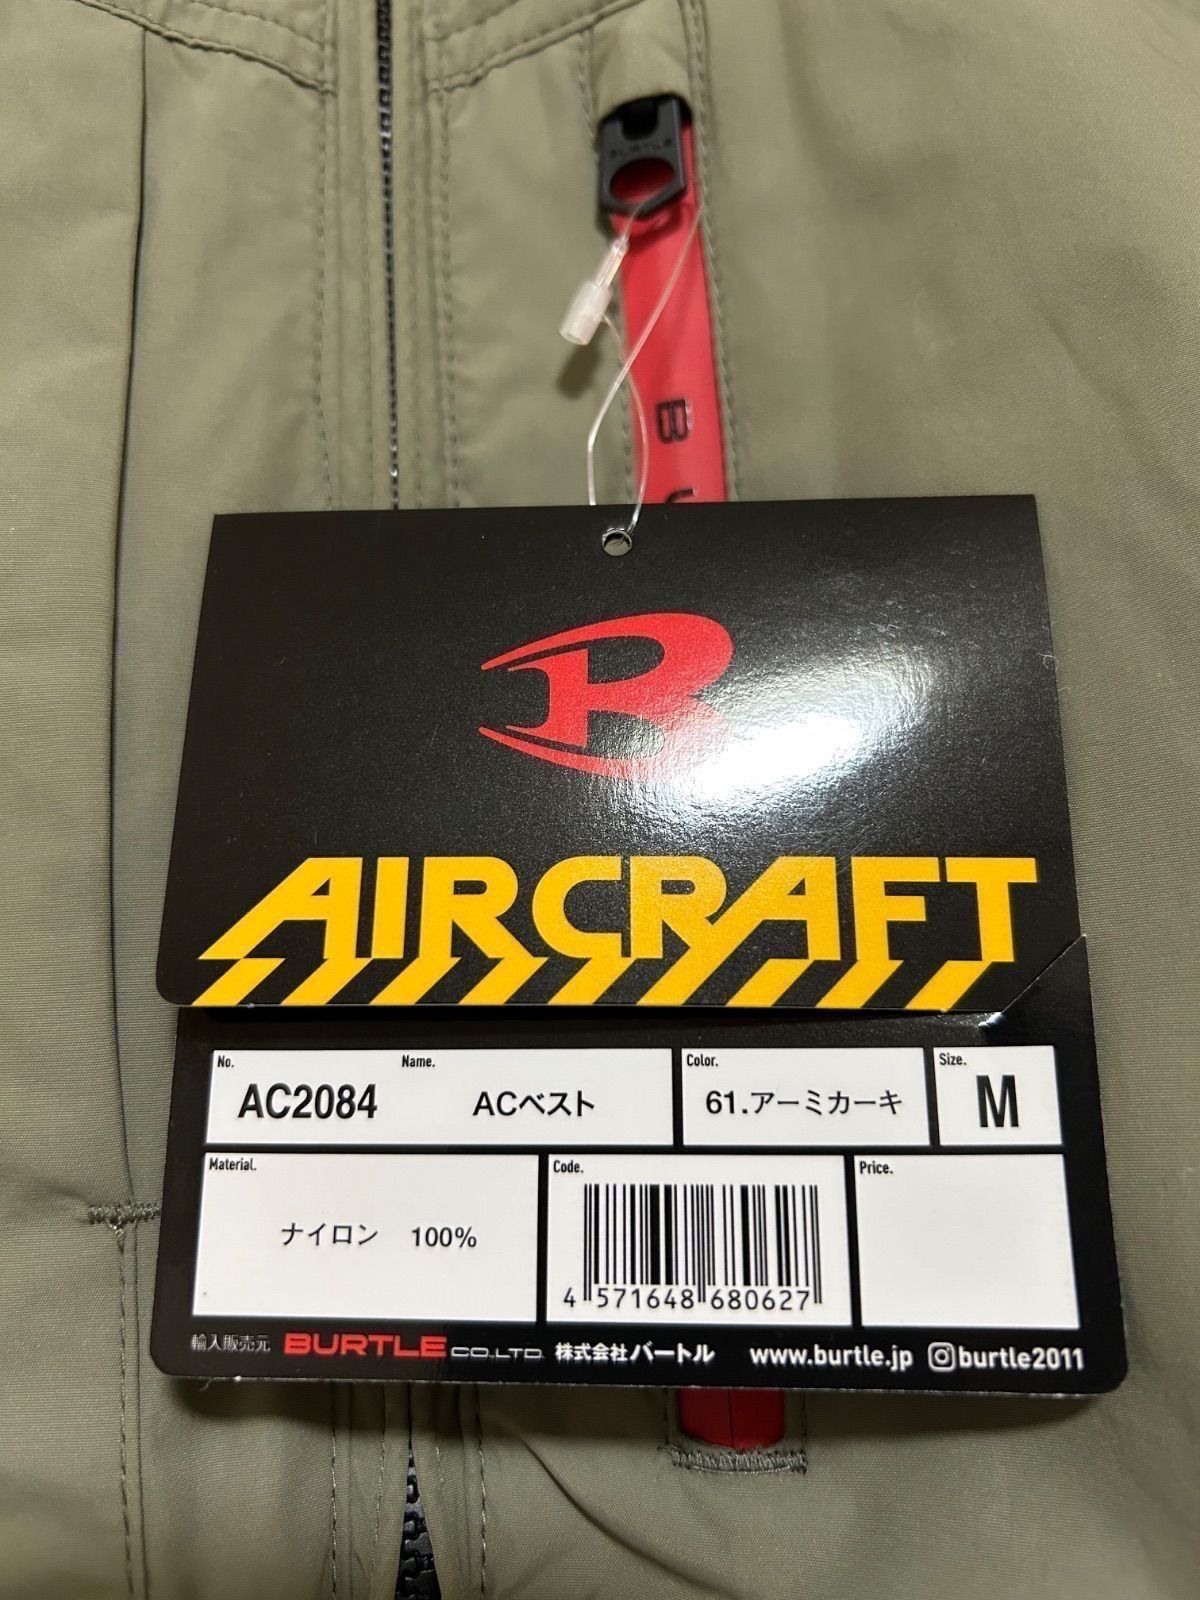 BURTLE
B
AIRCRAFT
No. AC2084 Name. ACベスト
Color. 61.アーミカーキ
Size. M
Material. ナイロン 100%
Code. 4 571648 680627
Price.
輸入販売元 BURTLE CO.,LTD. 株式会社バートル www.burtle.jp burtle2011